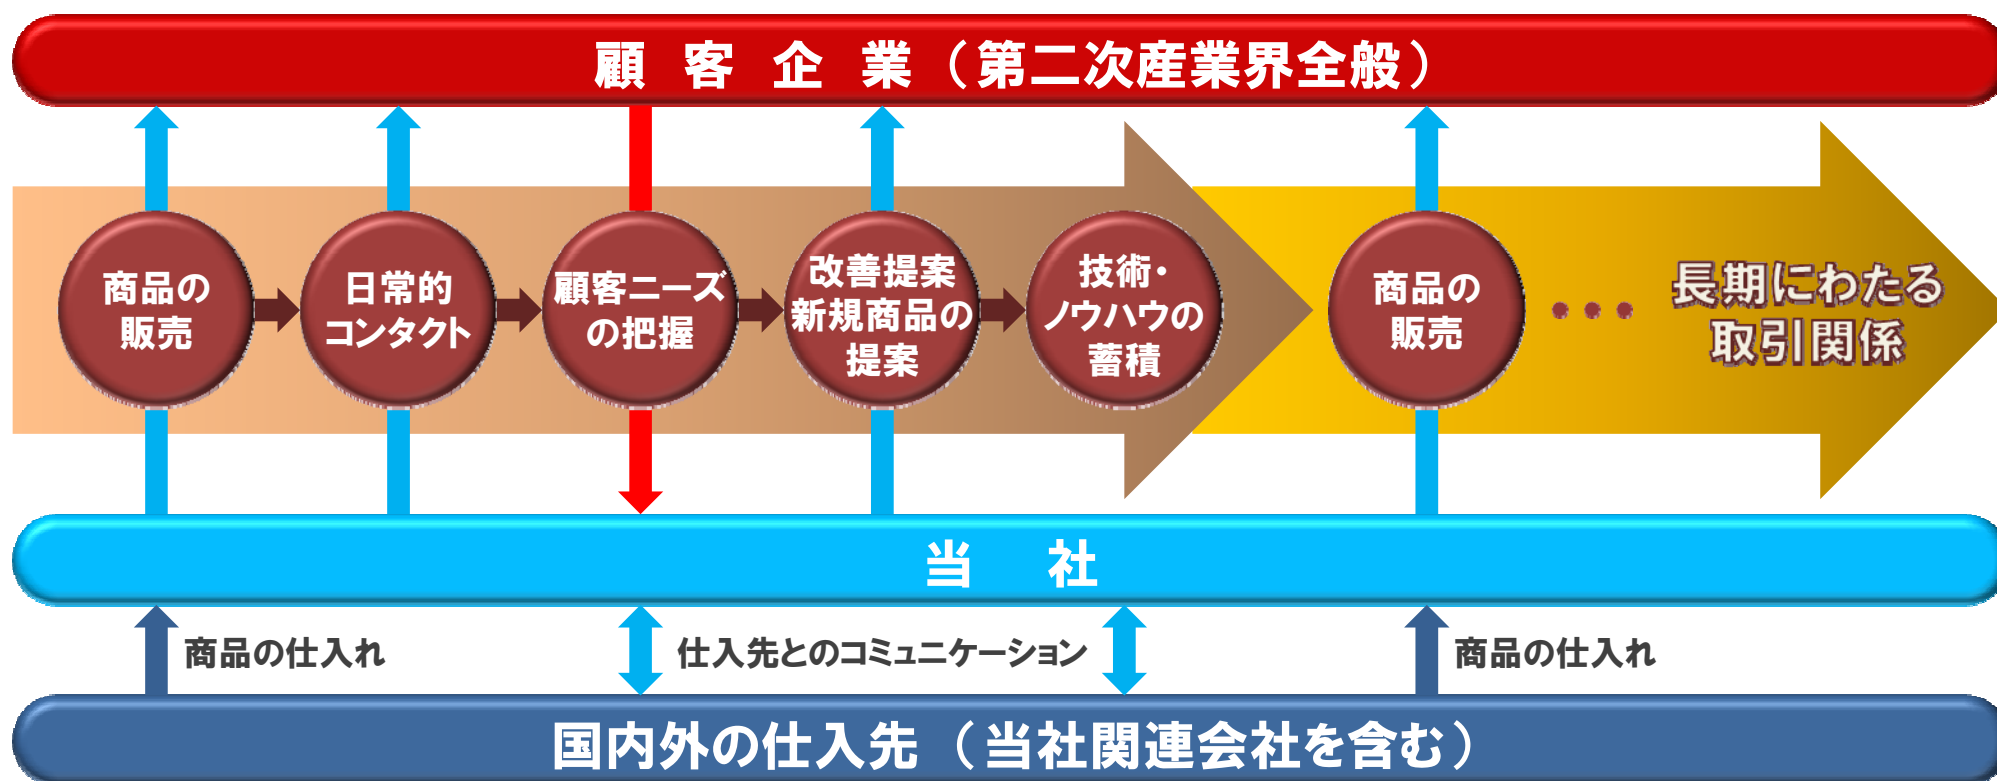 顧客企業（第二次産業界全般）
商品の
販売
日常的
コンタクト
顧客ニーズ
の把握
改善提案
新規商品の
提案
技術・
ノウハウの
蓄積
商品の
販売
長期にわたる
取引関係
当社
商品の仕入れ
仕入先とのコミュニケーション
商品の仕入れ
国内外の仕入先（当社関連会社を含む）